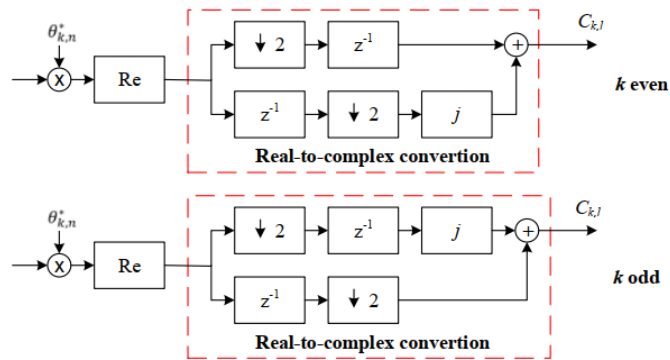 θ*k,n
Ck,l
x
Re
↓ 2
z-1
+
k even
z-1
↓ 2
j
Real-to-complex convertion
θ*k,n
Ck,l
x
Re
↓ 2
z-1
j
+
k odd
z-1
↓ 2
Real-to-complex convertion